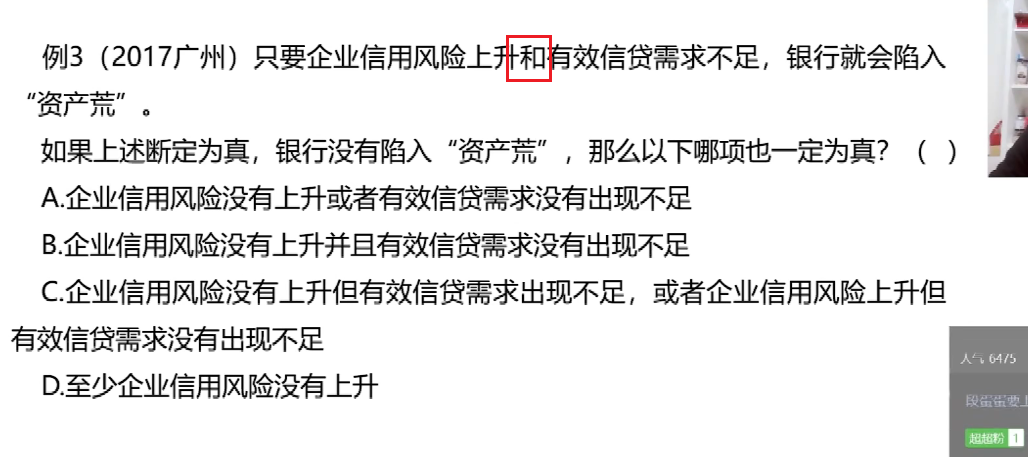 例3（2017广州）只要企业信用风险上升和有效信贷需求不足，银行就会陷入
“资产荒”。
如果上述断定为真，银行没有陷入“资产荒”，那么以下哪项也一定为真？（ ）
A.企业信用风险没有上升或者有效信贷需求没有出现不足
B.企业信用风险没有上升并且有效信贷需求没有出现不足
C.企业信用风险没有上升但有效信贷需求出现不足，或者企业信用风险上升但
有效信贷需求没有出现不足
D.至少企业信用风险没有上升
人气 6475
段蛋蛋要上
超超粉 1